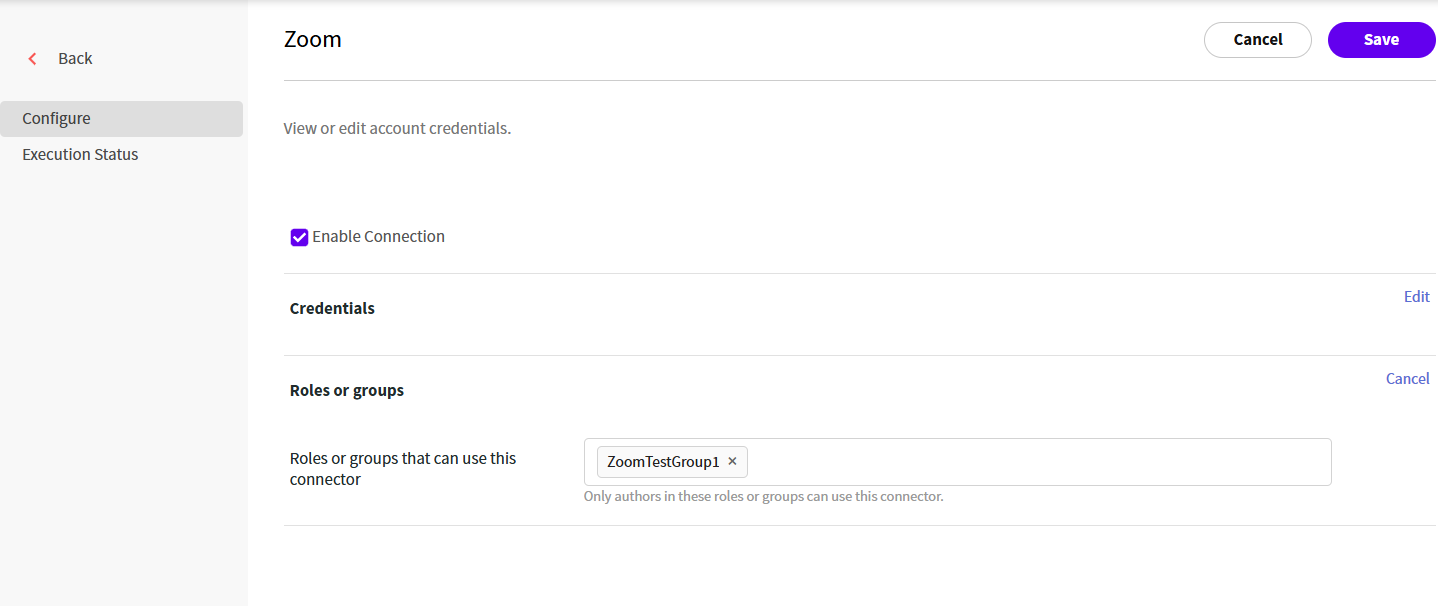 Zoom
Cancel
Save
Back
Configure
Execution Status
View or edit account credentials.
Enable Connection
Credentials
Edit
Roles or groups
Cancel
Roles or groups that can use this
connector
ZoomTestGroup1 ×
Only authors in these roles or groups can use this connector.